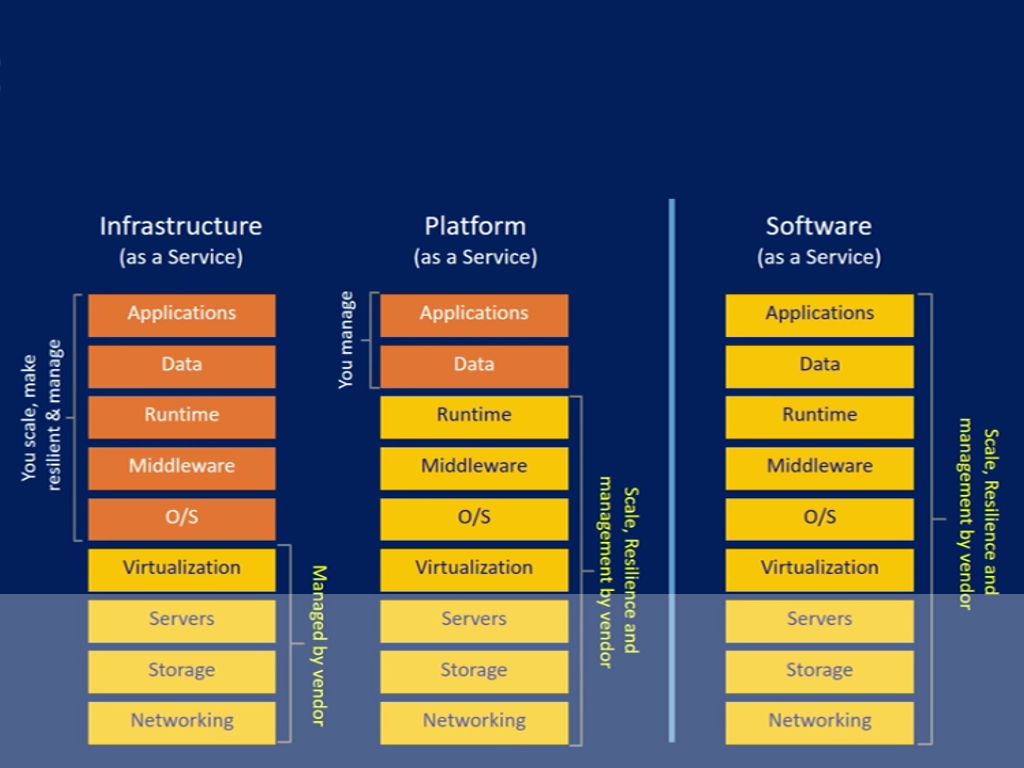 Infrastructure
(as a Service)
You scale, make
resilient & manage
Applications
Data
Runtime
Middleware
O/S
Virtualization
Servers
Storage
Networking
Managed by vendor
Platform
(as a Service)
You manage
Applications
Data
Runtime
Middleware
O/S
Virtualization
Servers
Storage
Networking
Scale, Resilience and
management by vendor
Software
(as a Service)
Applications
Data
Runtime
Middleware
O/S
Virtualization
Servers
Storage
Networking
Scale, Resilience and
management by vendor